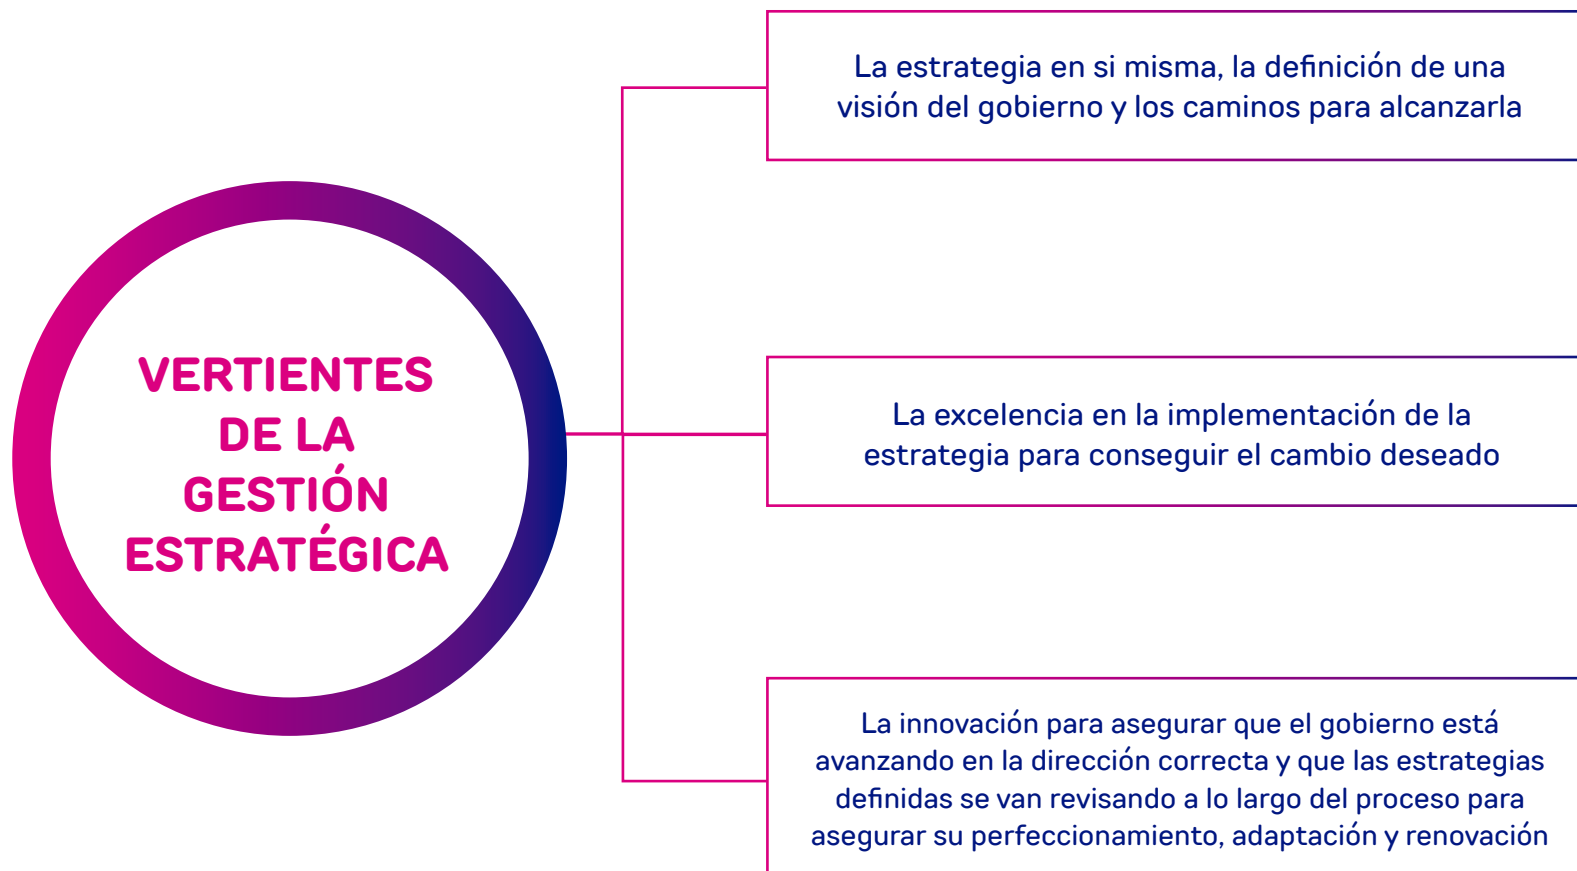 VERTIENTES
DE LA
GESTIÓN
ESTRATÉGICA
La estrategia en si misma, la definición de una
visión del gobierno y los caminos para alcanzarla
La excelencia en la implementación de la
estrategia para conseguir el cambio deseado
La innovación para asegurar que el gobierno está
avanzando en la dirección correcta y que las estrategias
definidas se van revisando a lo largo del proceso para
asegurar su perfeccionamiento, adaptación y renovación